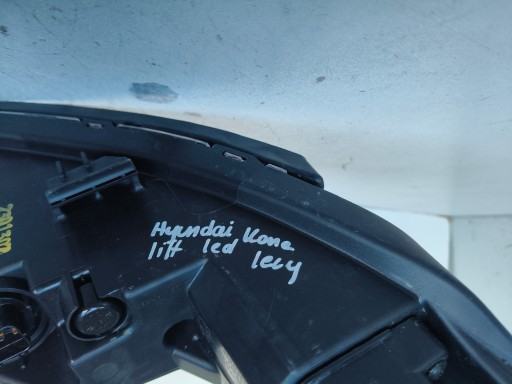 Hyundai Kona
lift led lewy